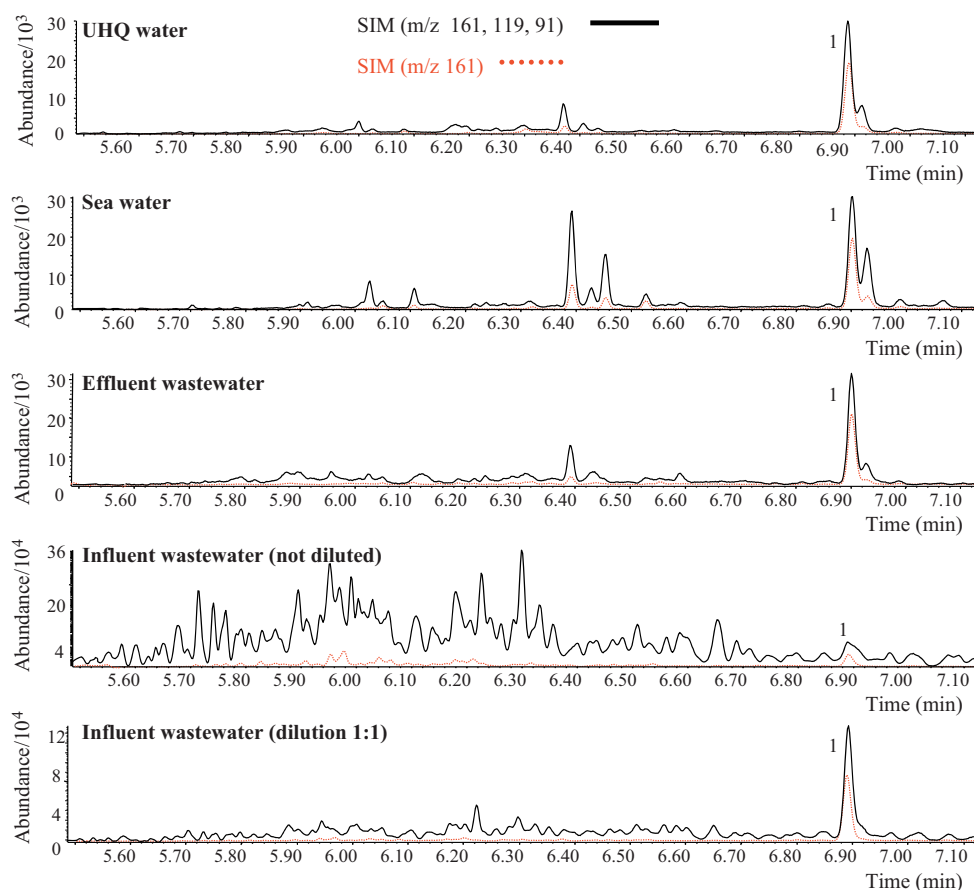 UHQ water
SIM (m/z 161, 119, 91)
SIM (m/z 161)
Abundance/10³
30
20
10
0
1
5.60 5.70 5.80 5.90 6.00 6.10 6.20 6.30 6.40 6.50 6.60 6.70 6.80 6.90 7.00 7.10
Time (min)
Sea water
Abundance/10³
30
20
10
0
1
5.60 5.70 5.80 5.90 6.00 6.10 6.20 6.30 6.40 6.50 6.60 6.70 6.80 6.90 7.00 7.10
Time (min)
Effluent wastewater
Abundance/10³
30
20
10
0
1
5.60 5.70 5.80 5.90 6.00 6.10 6.20 6.30 6.40 6.50 6.60 6.70 6.80 6.90 7.00 7.10
Time (min)
Influent wastewater (not diluted)
Abundance/10⁴
36
20
4
1
5.60 5.70 5.80 5.90 6.00 6.10 6.20 6.30 6.40 6.50 6.60 6.70 6.80 6.90 7.00 7.10
Time (min)
Influent wastewater (dilution 1:1)
Abundance/10⁴
12
8
4
0
1
5.60 5.70 5.80 5.90 6.00 6.10 6.20 6.30 6.40 6.50 6.60 6.70 6.80 6.90 7.00 7.10
Time (min)